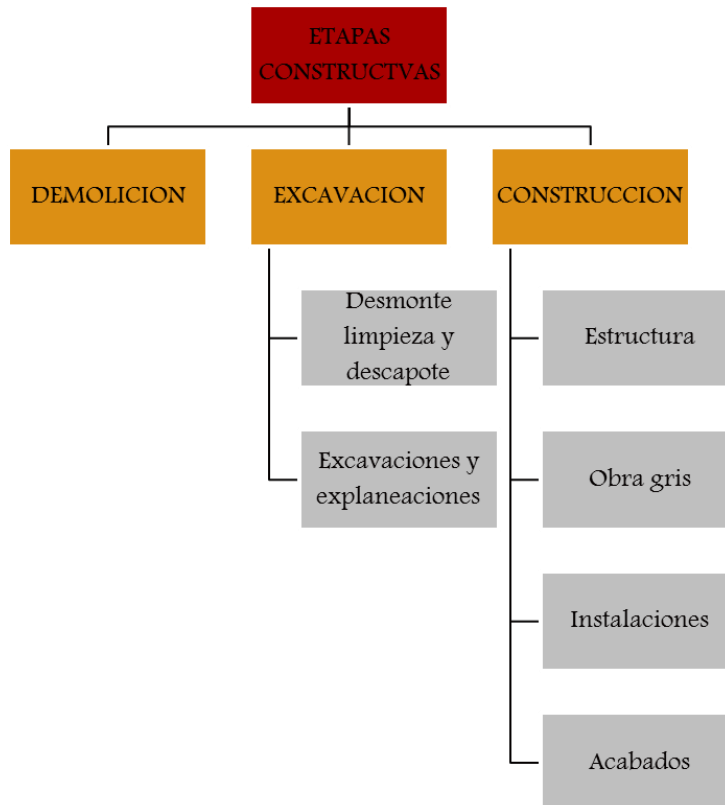 ETAPAS
CONSTRUCTVAS
DEMOLICION
EXCAVACION
CONSTRUCCION
Desmonte
limpieza y
descapote
Excavaciones y
explaneaciones
Estructura
Obra gris
Instalaciones
Acabados